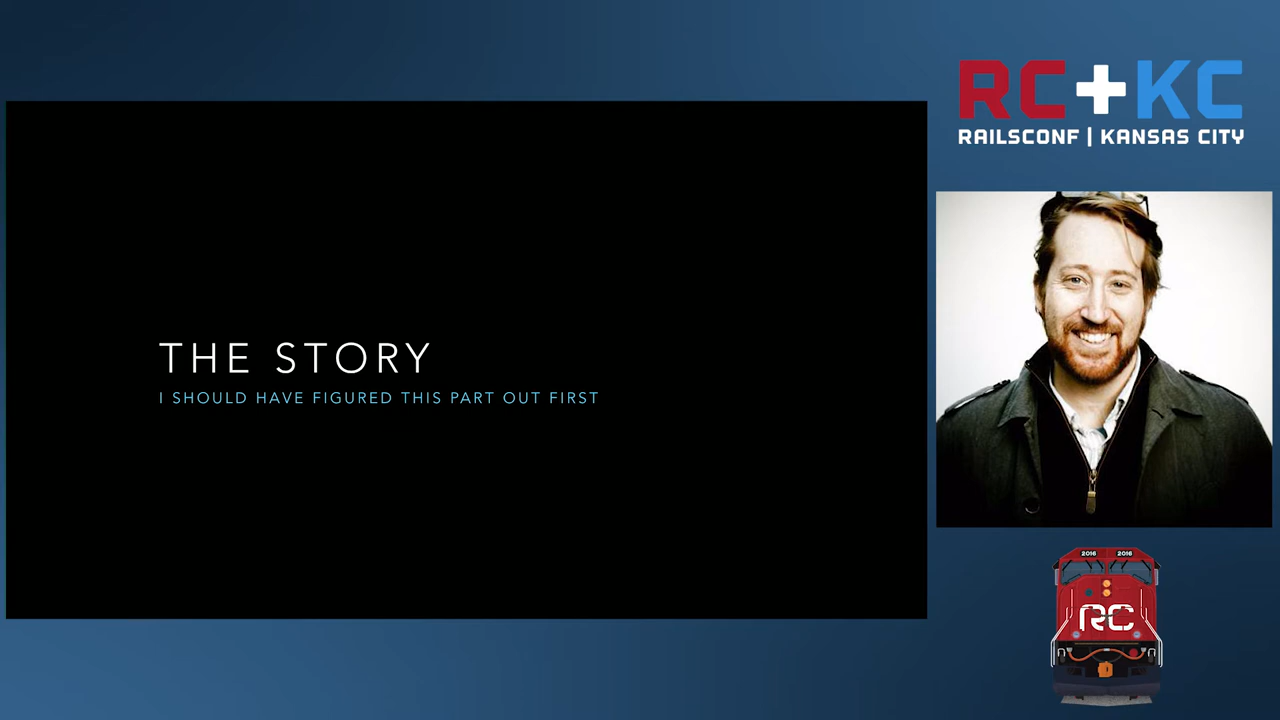 RC+KC
RAILSCONF | KANSAS CITY
THE STORY
I SHOULD HAVE FIGURED THIS PART OUT FIRST
2016 2016
RC